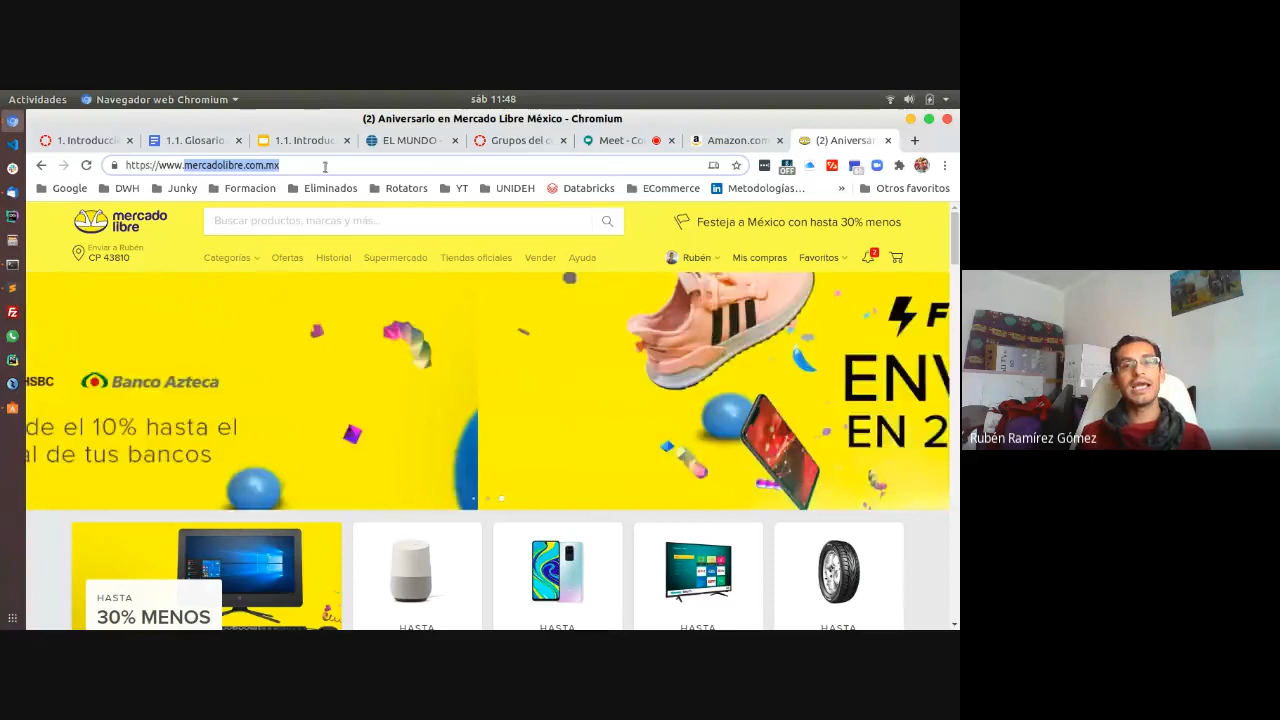 Actividades
Navegador web Chromium
sáb 11:48
(2) Aniversario en Mercado Libre México - Chromium
1. Introducció
1.1. Glosario
1.1. Introduc
EL MUNDO -
Grupos del c
Meet - Co
Amazon.com
(2) Aniversar
https://www.mercadolibre.com.mx
OFF
Google
DWH
Junky
Formacion
Eliminados
Rotators
YT
UNIDEH
Databricks
ECommerce
Metodologías...
»
Otros favoritos
mercado
libre
Buscar productos, marcas y más...
Festeja a México con hasta 30% menos
Enviar a Rubén
CP 43810
Categorías
Ofertas
Historial
Supermercado
Tiendas oficiales
Vender
Ayuda
Rubén
Mis compras
Favoritos
2
HSBC
Banco Azteca
de el 10% hasta el
al de tus bancos
F
ENV
EN 2
HASTA
30% MENOS
HASTA
HASTA
HASTA
HASTA
Rubén Ramírez Gómez